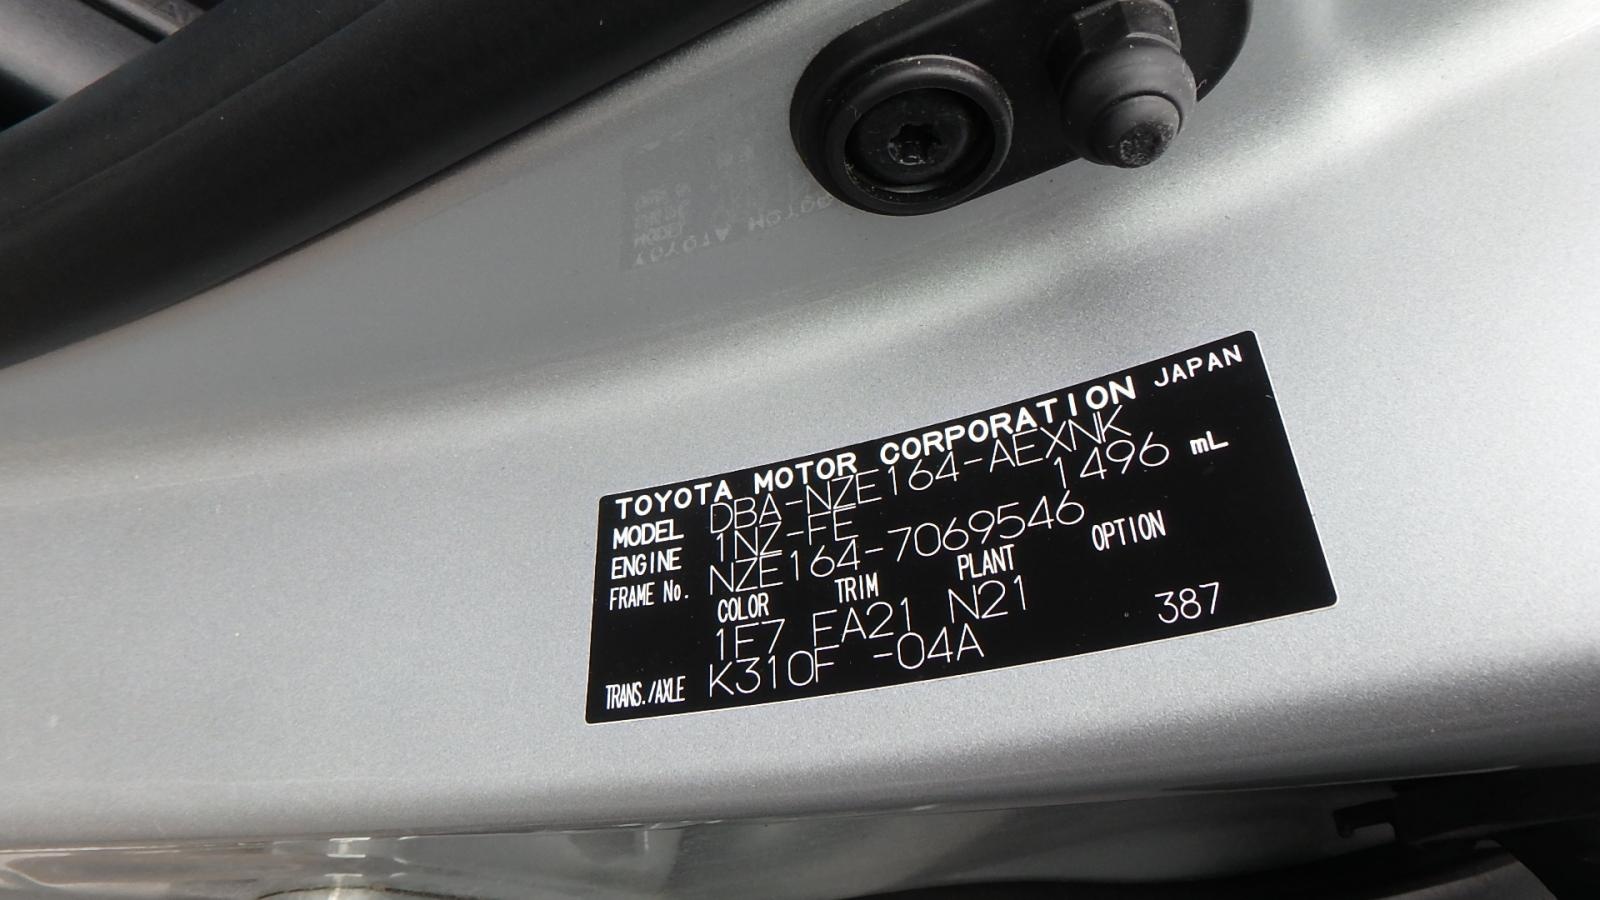 TOYOTA MOTOR CORPORATION JAPAN
MODEL DBA-NZE164-AEXNK
ENGINE 1NZ-FE 1496 mL
FRAME No. NZE164-7069546
COLOR TRIM PLANT OPTION
1F7 FA21 N21
TRANS./AXLE K310F -04A 387